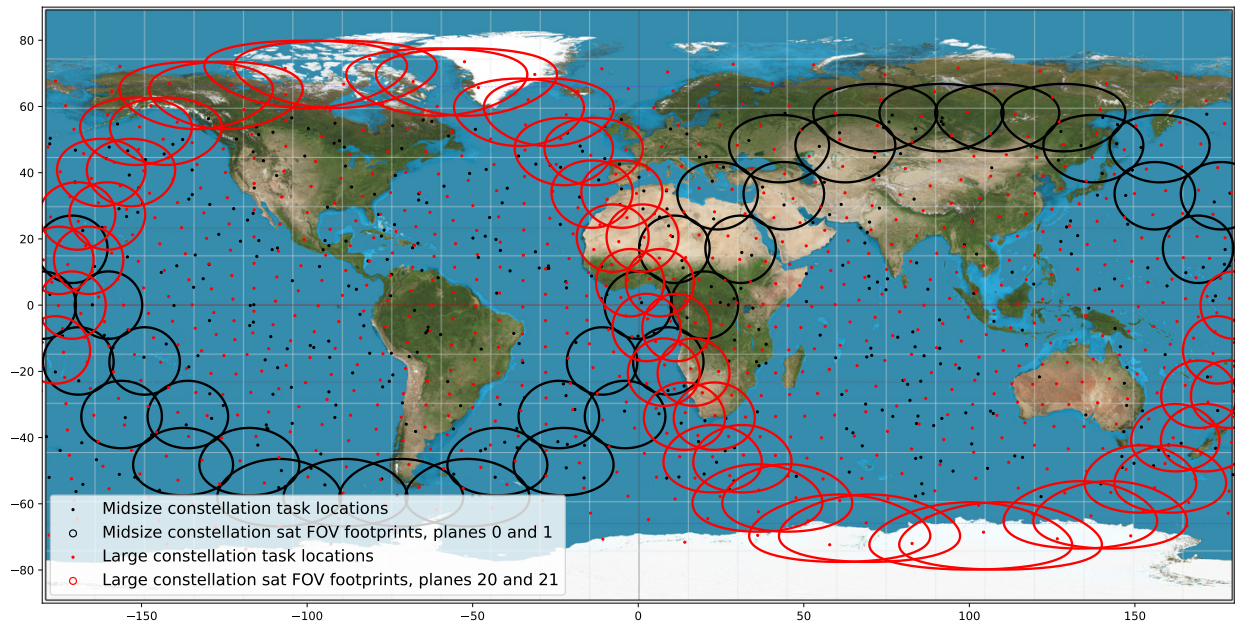 80
60
40
20
0
−20
−40
−60
−80
Midsize constellation task locations
Midsize constellation sat FOV footprints, planes 0 and 1
Large constellation task locations
Large constellation sat FOV footprints, planes 20 and 21
−150 −100 −50 0 50 100 150